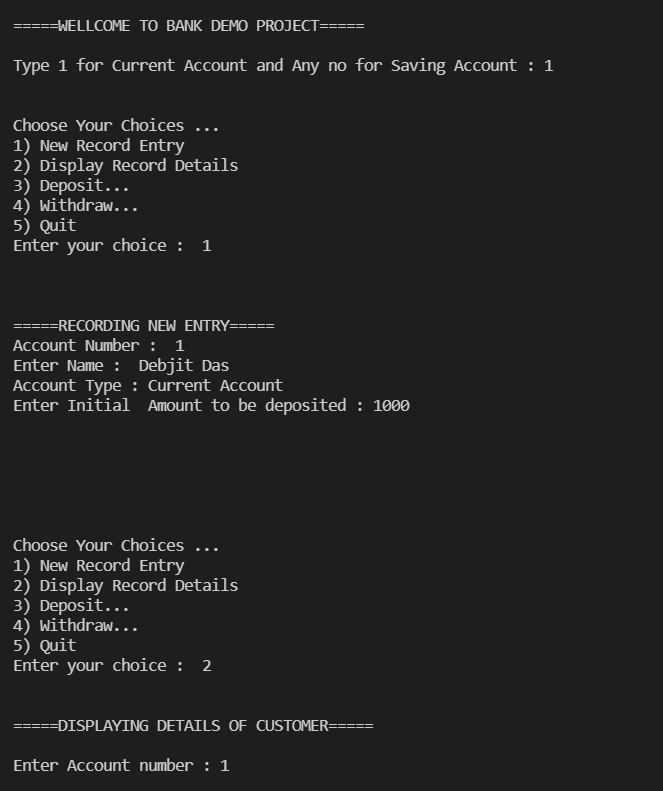 =====WELLCOME TO BANK DEMO PROJECT=====
Type 1 for Current Account and Any no for Saving Account : 1
Choose Your Choices ...
1) New Record Entry
2) Display Record Details
3) Deposit...
4) Withdraw...
5) Quit
Enter your choice :  1
=====RECORDING NEW ENTRY=====
Account Number :  1
Enter Name :  Debjit Das
Account Type : Current Account
Enter Initial  Amount to be deposited : 1000
Choose Your Choices ...
1) New Record Entry
2) Display Record Details
3) Deposit...
4) Withdraw...
5) Quit
Enter your choice :  2
=====DISPLAYING DETAILS OF CUSTOMER=====
Enter Account number : 1